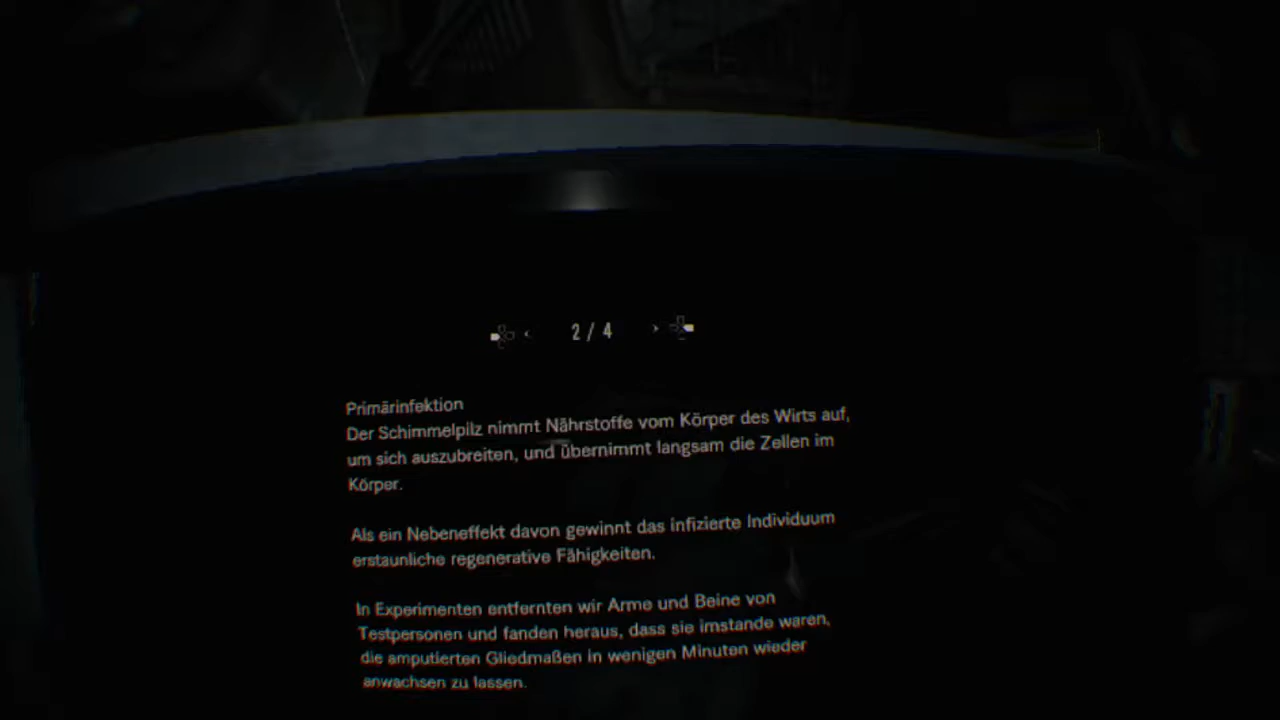 2 / 4
Primärinfektion
Der Schimmelpilz nimmt Nährstoffe vom Körper des Wirts auf,
um sich auszubreiten, und übernimmt langsam die Zellen im
Körper.
Als ein Nebeneffekt davon gewinnt das infizierte Individuum
erstaunliche regenerative Fähigkeiten.
In Experimenten entfernten wir Arme und Beine von
Testpersonen und fanden heraus, dass sie imstande waren,
die amputierten Gliedmaßen in wenigen Minuten wieder
anwachsen zu lassen.